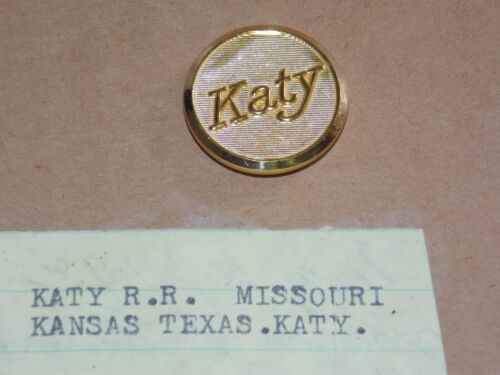 Katy
KATY R.R. MISSOURI
KANSAS TEXAS.KATY.